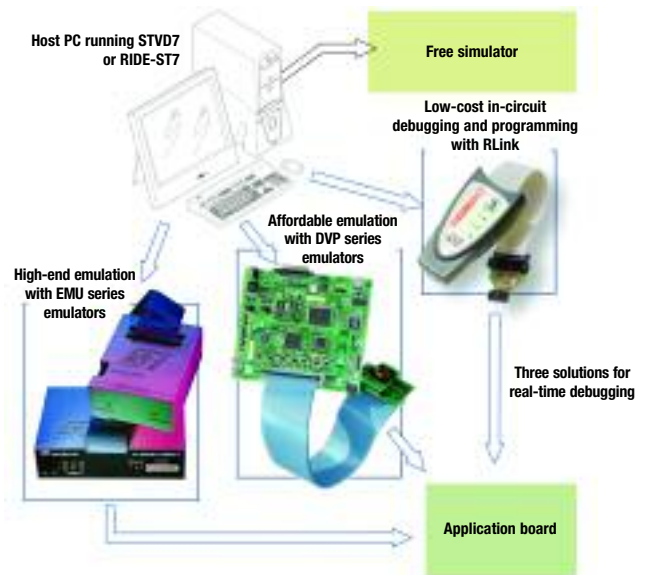 Host PC running STVD7
or RIDE-ST7
Free simulator
Low-cost in-circuit
debugging and programming
with RLink
Affordable emulation
with DVP series
emulators
High-end emulation
with EMU series
emulators
Three solutions for
real-time debugging
Application board